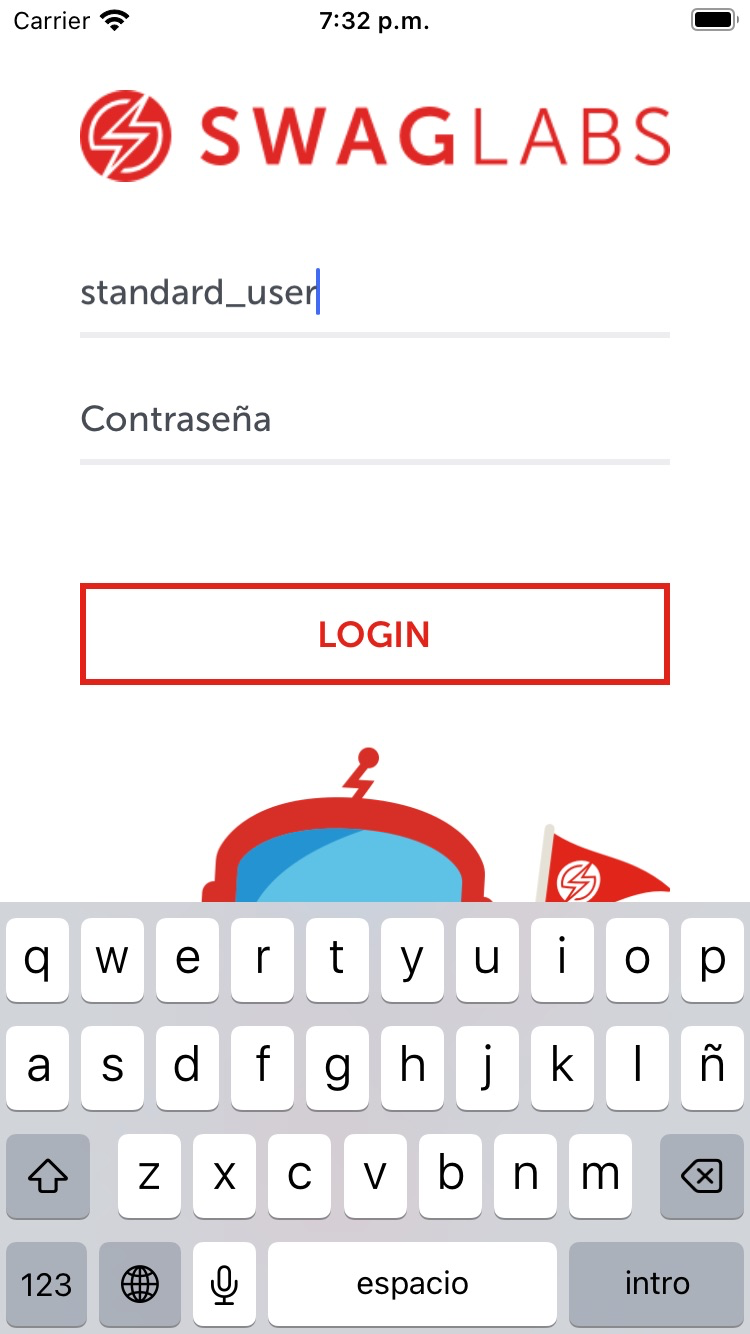 Carrier 7:32 p.m.
SWAGLABS
standard_user
Contraseña
LOGIN
q w e r t y u i o p
a s d f g h j k l ñ
z x c v b n m
123 espacio intro